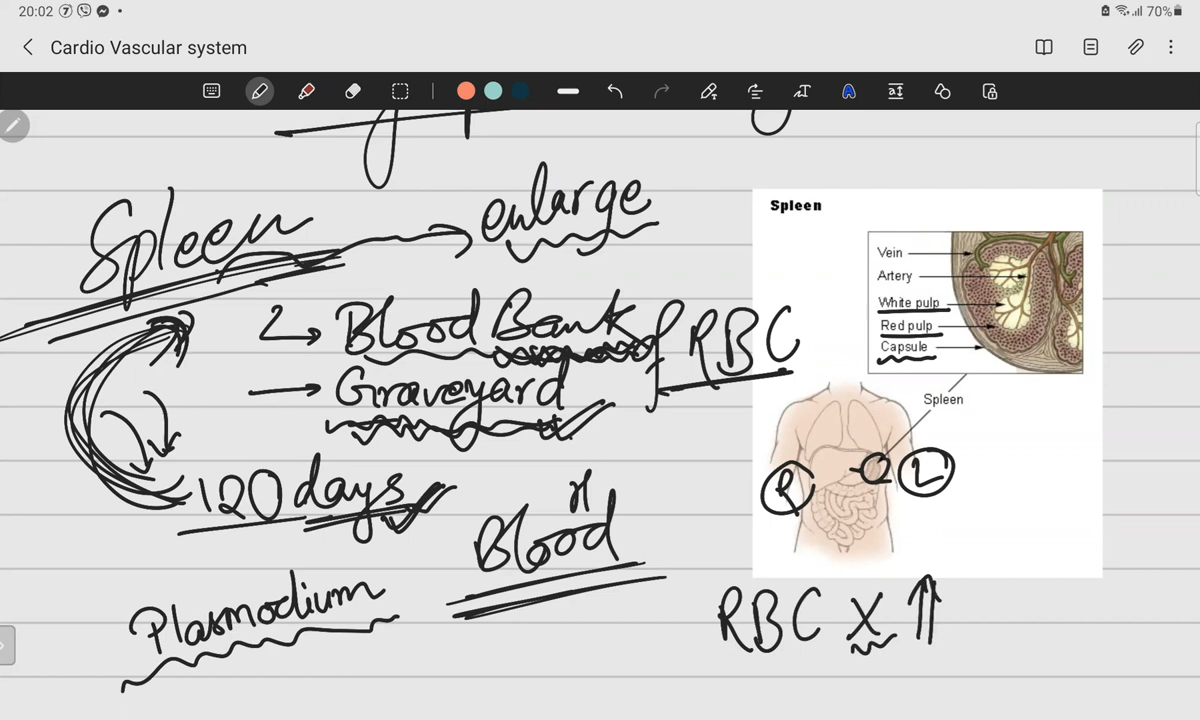 20:02
70%
Cardio Vascular system
Spleen → enlarge
→ Blood Bank } RBC
→ Graveyard
120 days
Blood
Plasmodium
Spleen
Vein
Artery
White pulp
Red pulp
Capsule
Spleen
R
L
RBC X ↑